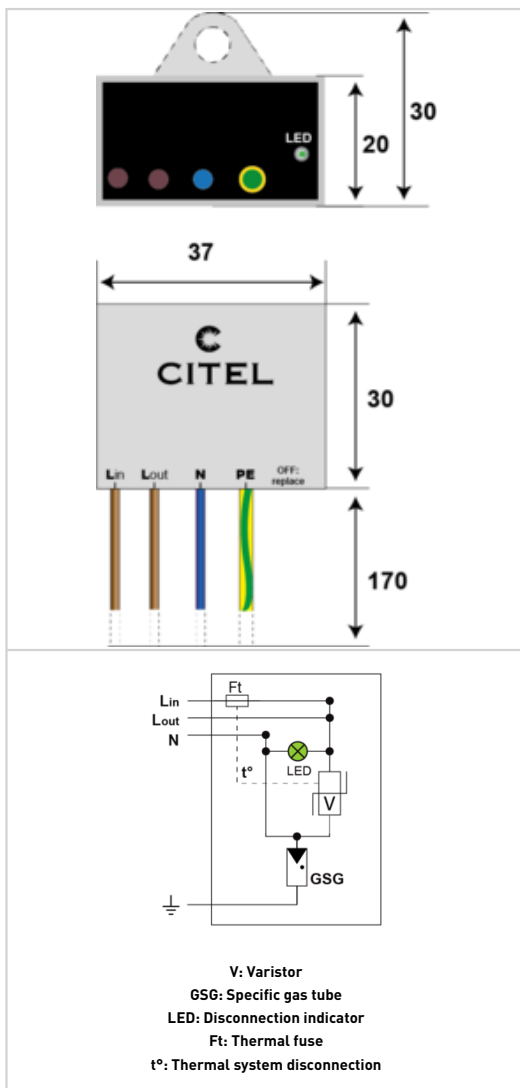 30
LED
20
37
CITEL
30
Lin Lout N PE OFF:
replace
170
Ft
Lin
Lout
N
t°
LED
V
GSG
V: Varistor
GSG: Specific gas tube
LED: Disconnection indicator
Ft: Thermal fuse
t°: Thermal system disconnection